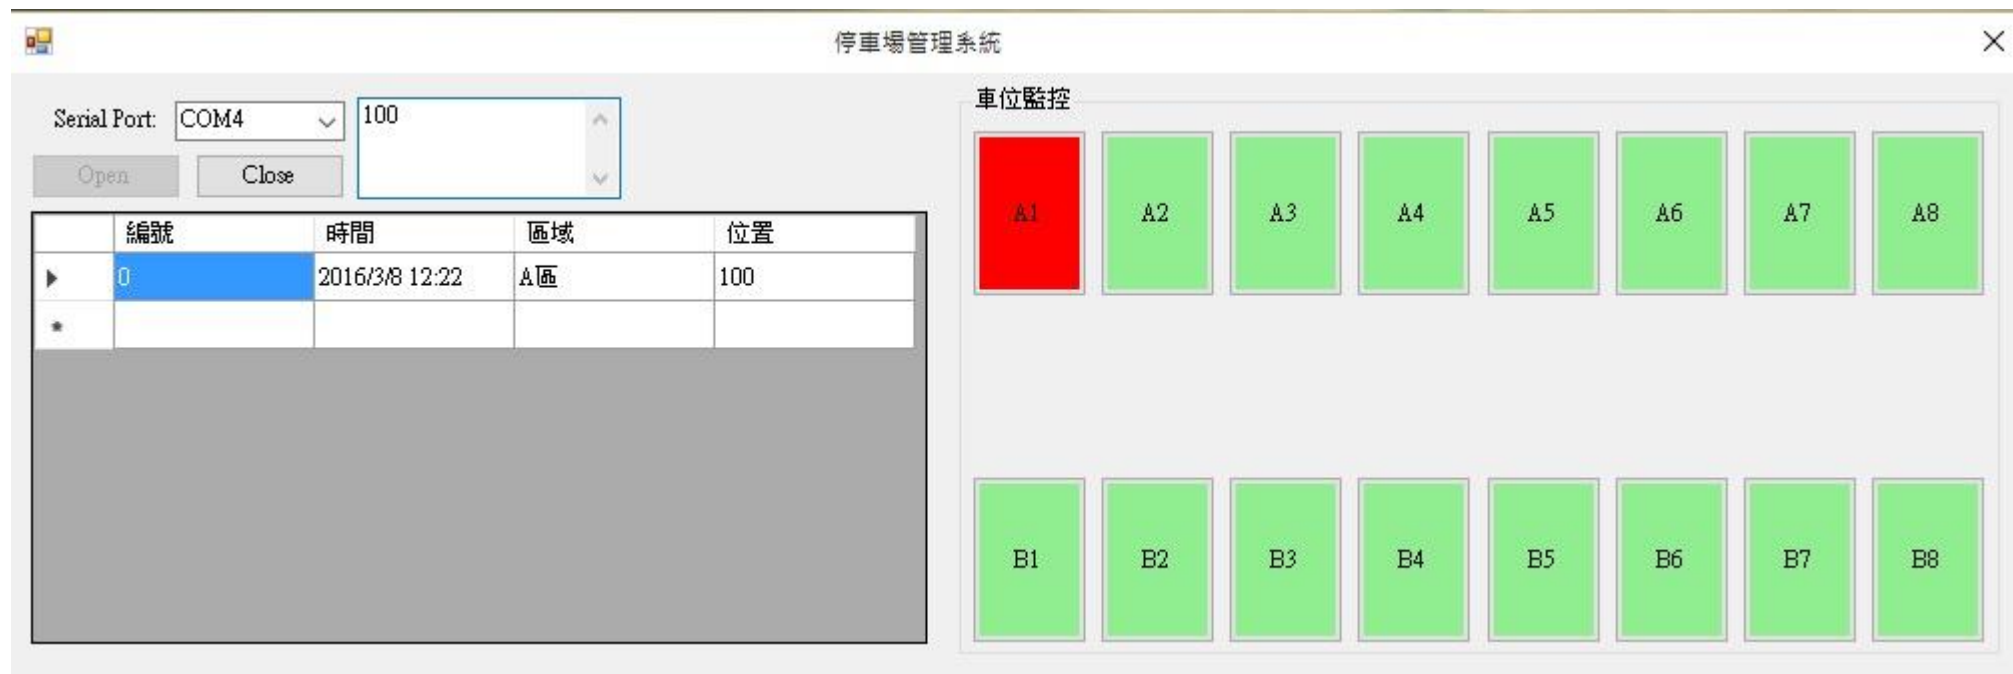 停車場管理系統
Serial Port: COM4
100
Open Close
編號 時間 區域 位置
0 2016/3/8 12:22 A區 100
車位監控
A1 A2 A3 A4 A5 A6 A7 A8
B1 B2 B3 B4 B5 B6 B7 B8